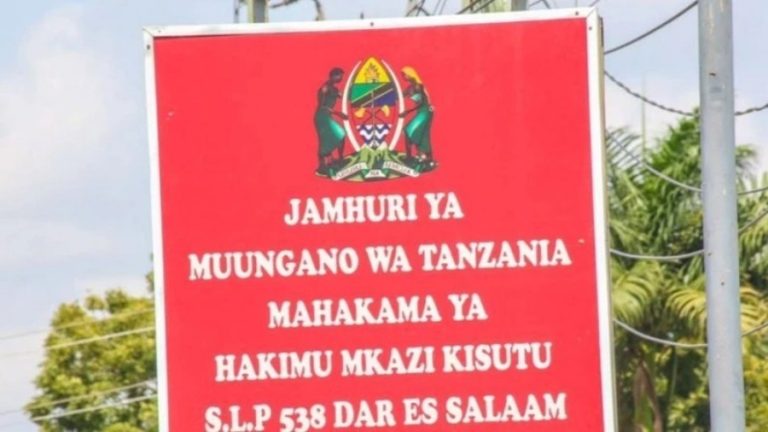 JAMHURI YA
MUUNGANO WA TANZANIA
MAHAKAMA YA
HAKIMU MKAZI KISUTU
S.L.P 538 DAR ES SALAAM